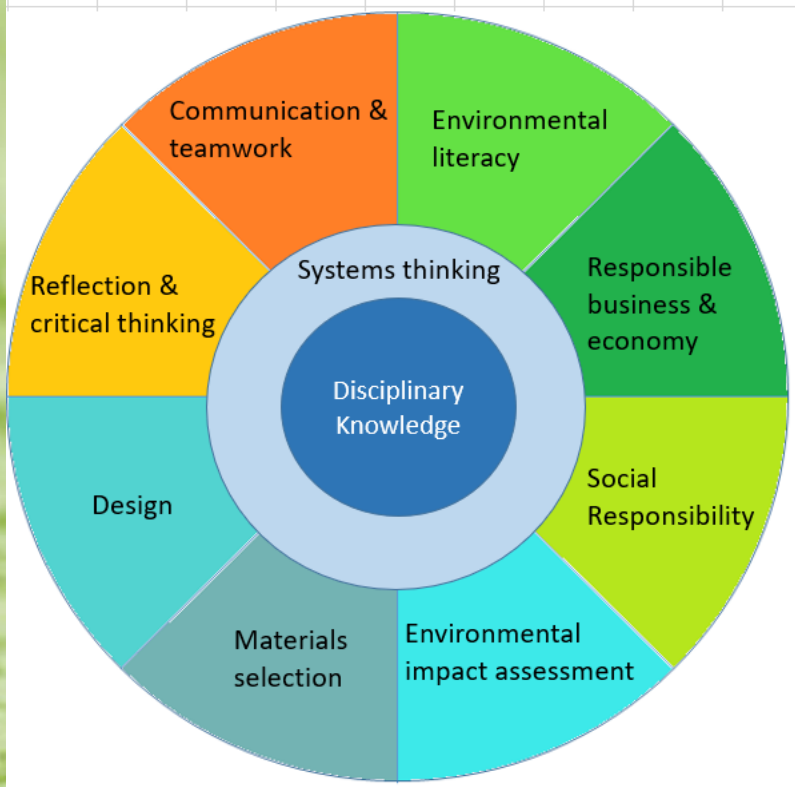 Communication &
teamwork
Environmental
literacy
Responsible
business &
economy
Social
Responsibility
Environmental
impact assessment
Materials
selection
Design
Reflection &
critical thinking
Systems thinking
Disciplinary
Knowledge